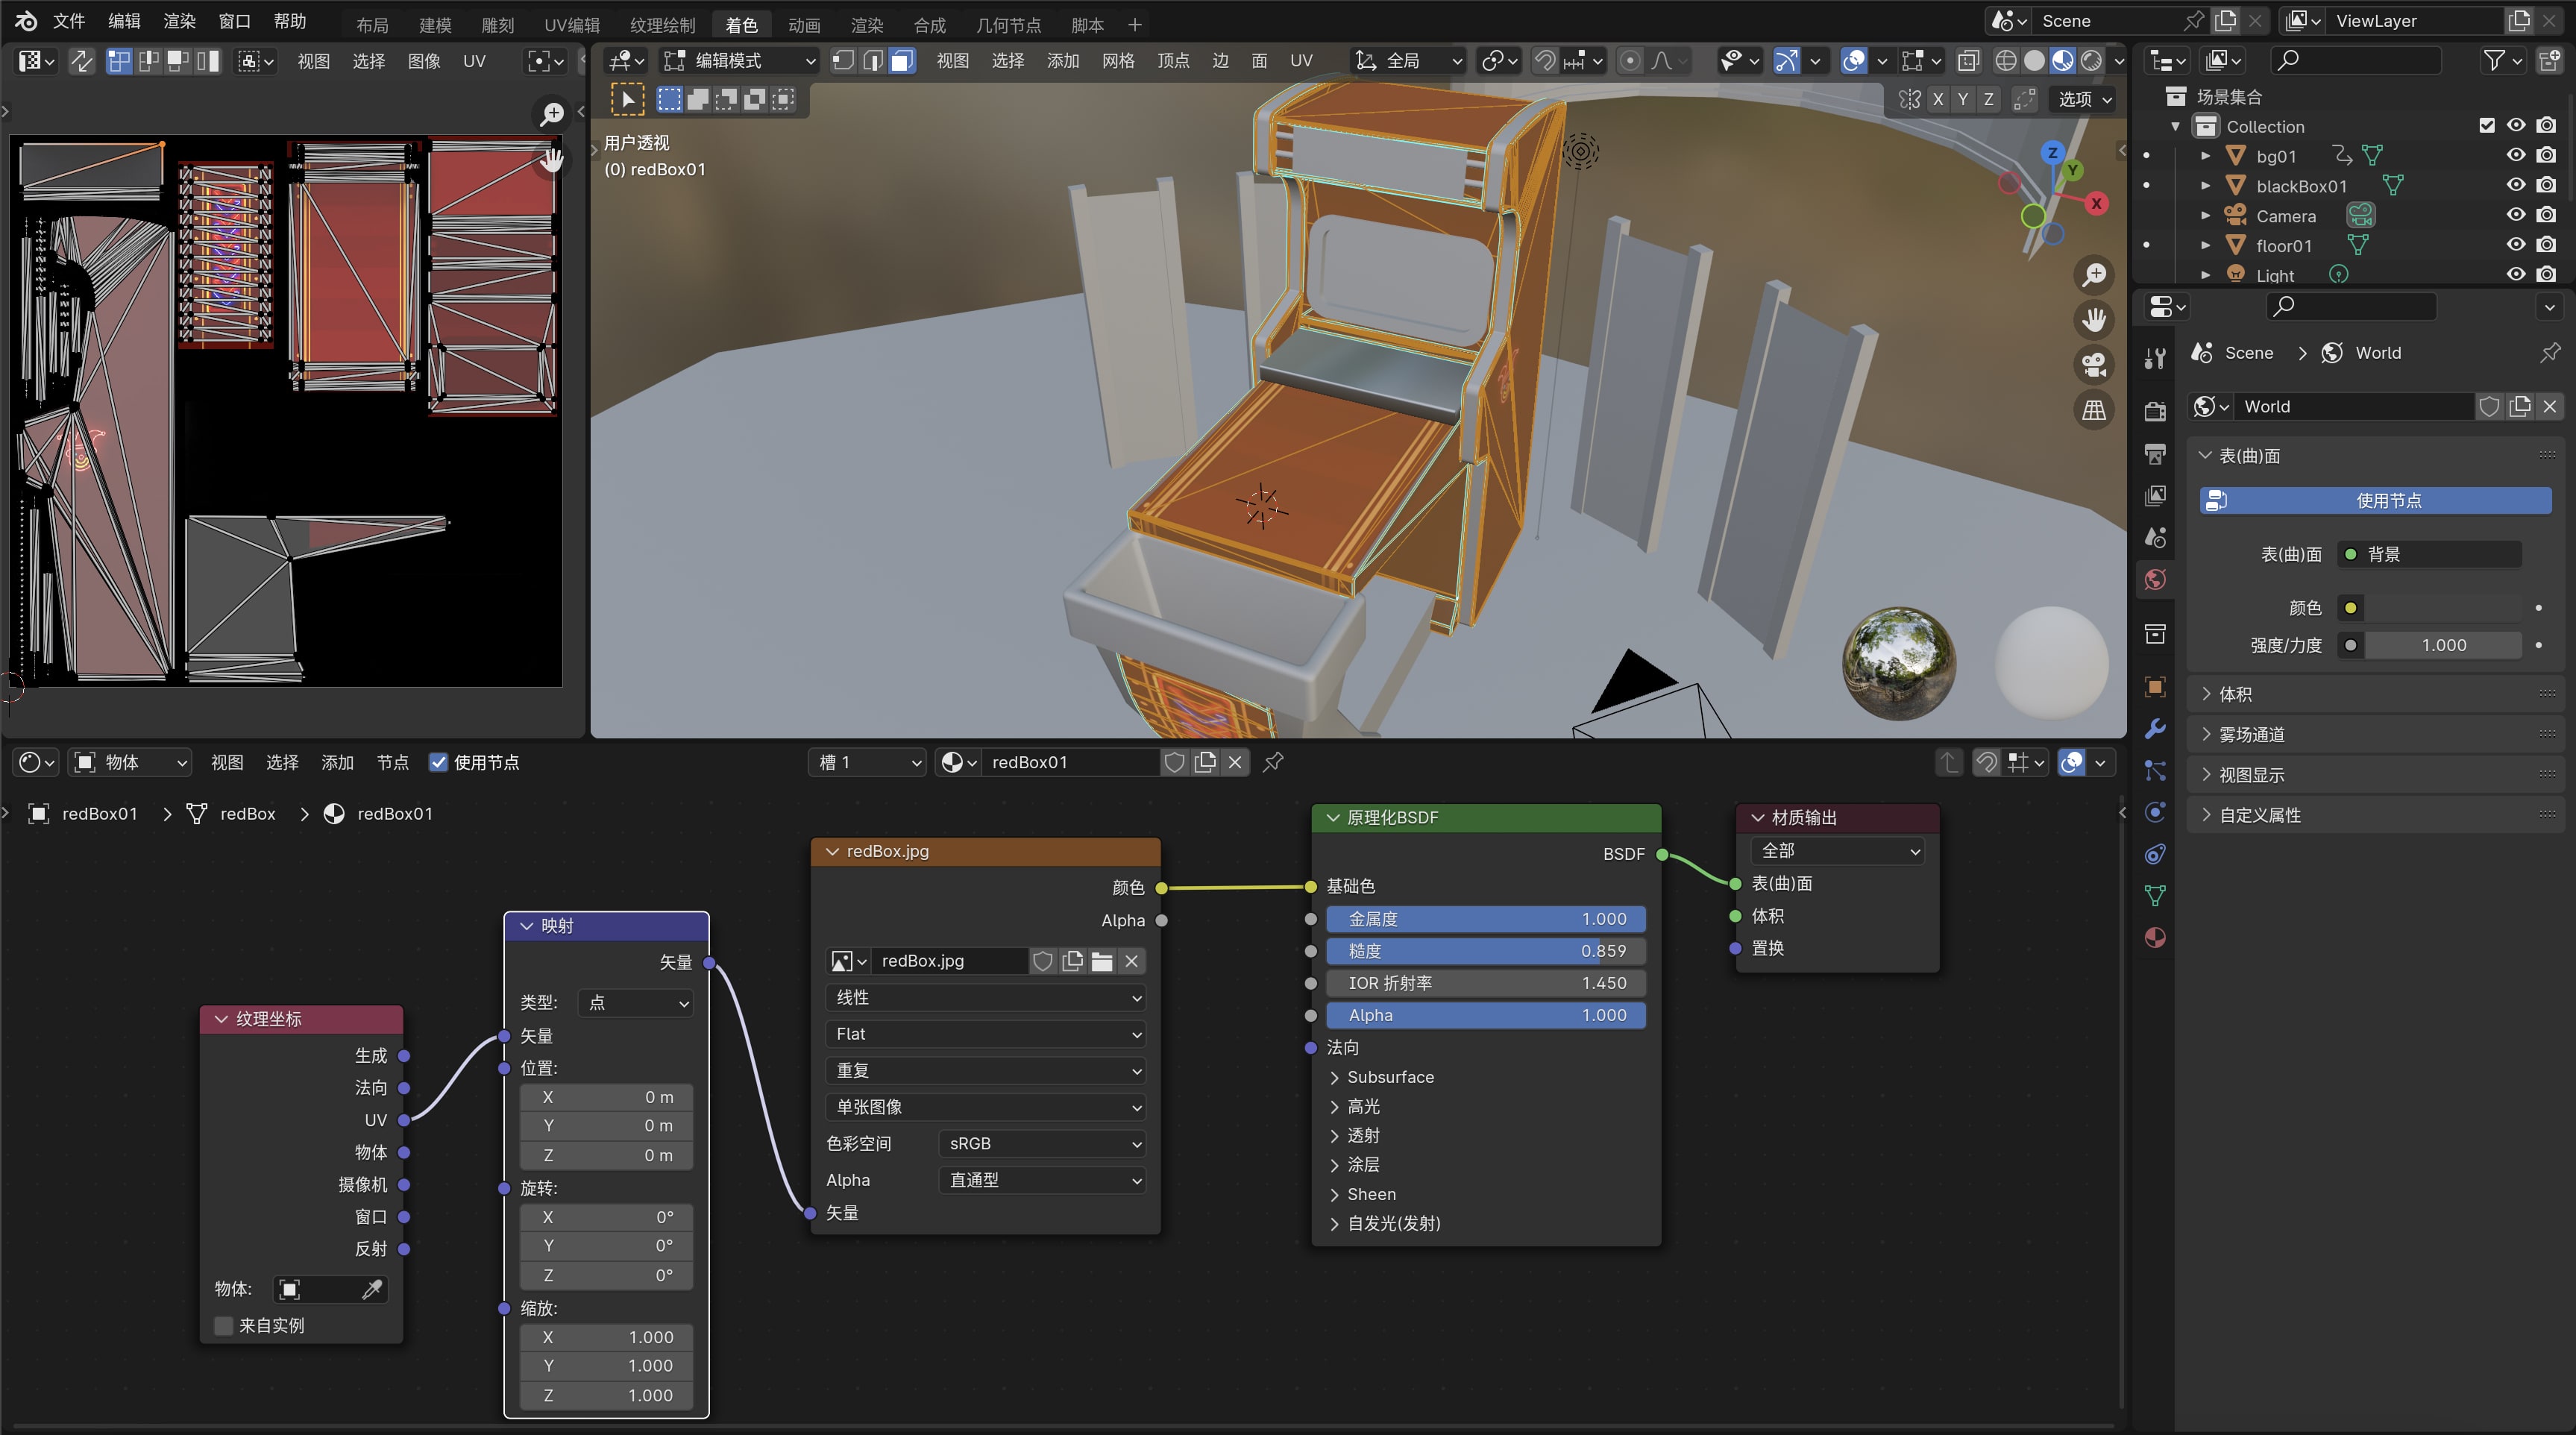 文件 编辑 渲染 窗口 帮助 布局 建模 雕刻 UV编辑 纹理绘制 着色 动画 渲染 合成 几何节点 脚本 Scene ViewLayer
视图 选择 图像 UV
编辑模式 视图 选择 添加 网格 顶点 边 面 UV 全局
X Y Z 选项
用户透视
(0) redBox01
Z
Y
X
场景集合
Collection
bg01
blackBox01
Camera
floor01
Light
Scene World
World
表(曲)面
使用节点
表(曲)面 背景
颜色
强度/力度 1.000
体积
雾场通道
视图显示
自定义属性
物体 视图 选择 添加 节点 使用节点 槽 1 redBox01
redBox01 redBox redBox01
纹理坐标
生成
法向
UV
物体
摄像机
窗口
反射
物体:
来自实例
映射
矢量
类型: 点
矢量
位置:
X 0 m
Y 0 m
Z 0 m
旋转:
X 0°
Y 0°
Z 0°
缩放:
X 1.000
Y 1.000
Z 1.000
redBox.jpg
颜色
Alpha
redBox.jpg
线性
Flat
重复
单张图像
色彩空间 sRGB
Alpha 直通型
矢量
原理化BSDF
BSDF
基础色
金属度 1.000
糙度 0.859
IOR 折射率 1.450
Alpha 1.000
法向
Subsurface
高光
透射
涂层
Sheen
自发光(发射)
材质输出
全部
表(曲)面
体积
置换